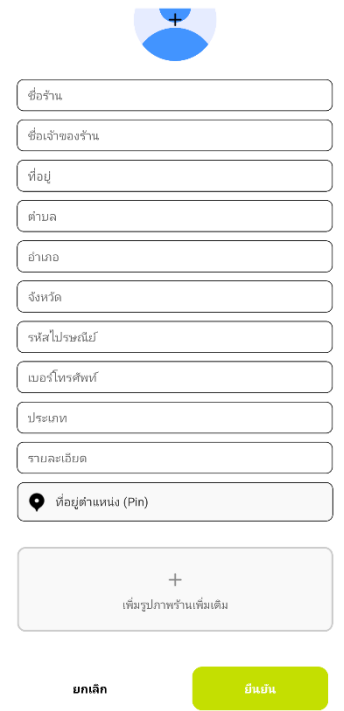 ชื่อร้าน
ชื่อเจ้าของร้าน
ที่อยู่
ตำบล
อำเภอ
จังหวัด
รหัสไปรษณีย์
เบอร์โทรศัพท์
ประเภท
รายละเอียด
ที่อยู่ตำแหน่ง (Pin)
เพิ่มรูปภาพร้านเพิ่มเติม
ยกเลิก
ยืนยัน